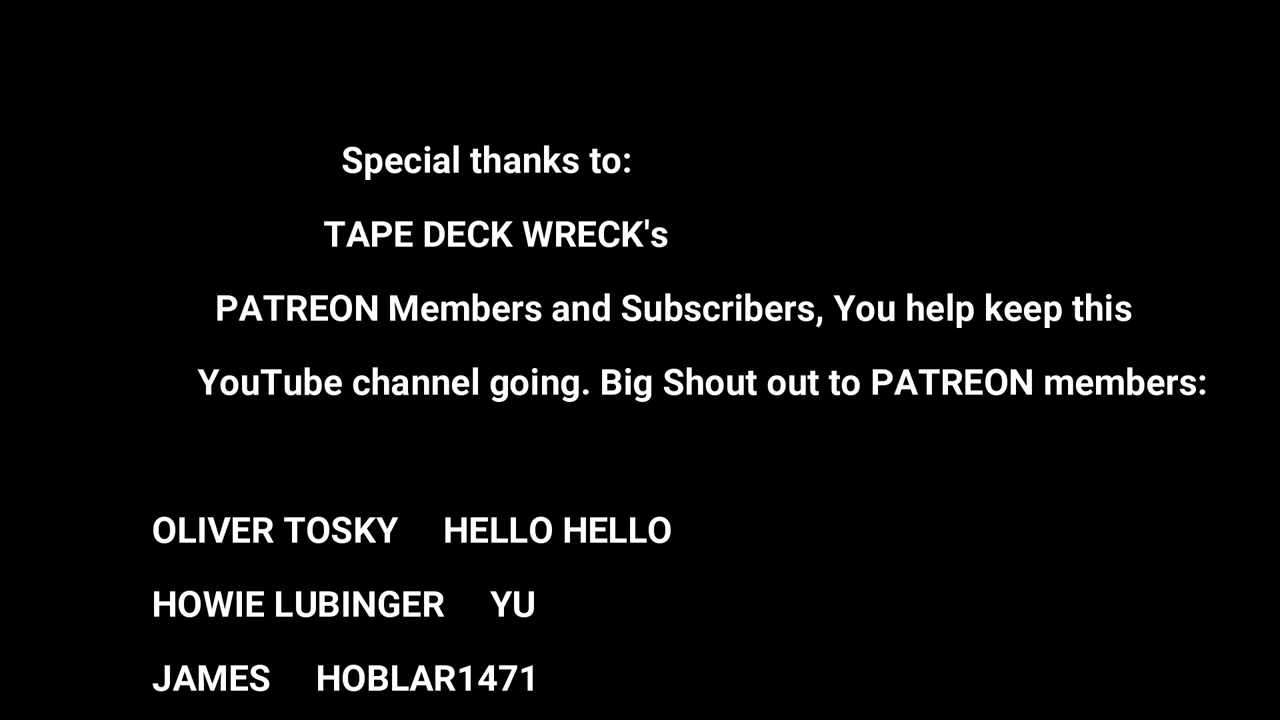 Special thanks to:
TAPE DECK WRECK's
PATREON Members and Subscribers, You help keep this
YouTube channel going. Big Shout out to PATREON members:
OLIVER TOSKY HELLO HELLO
HOWIE LUBINGER YU
JAMES HOBLAR1471